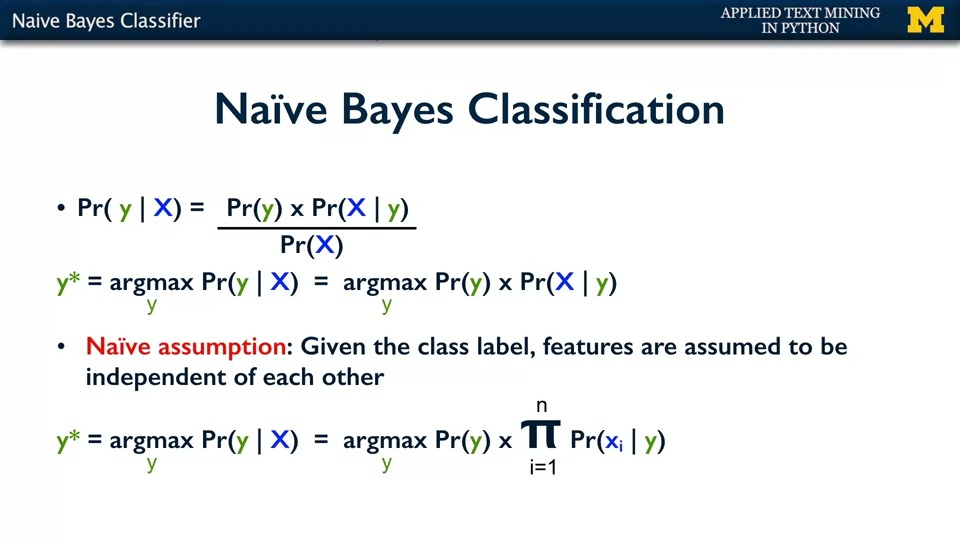 Naive Bayes Classifier
APPLIED TEXT MINING
IN PYTHON
M
Naïve Bayes Classification
• Pr( y | X) = Pr(y) x Pr(X | y)
Pr(X)
y* = argmax Pr(y | X) = argmax Pr(y) x Pr(X | y)
y y
• Naïve assumption: Given the class label, features are assumed to be
independent of each other
n
y* = argmax Pr(y | X) = argmax Pr(y) x π Pr(xi | y)
y y i=1